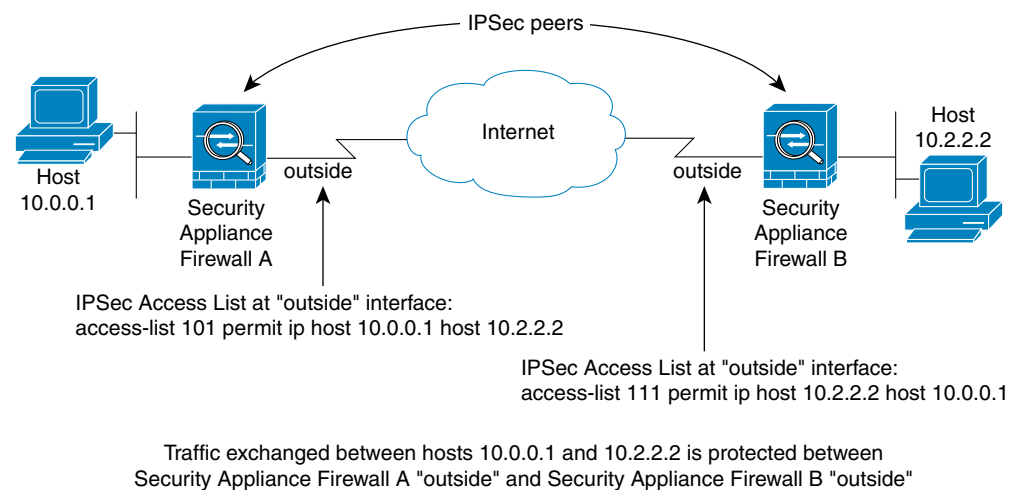 IPSec peers
Internet
Host
10.0.0.1
outside
outside
Host
10.2.2.2
Security
Appliance
Firewall A
Security
Appliance
Firewall B
IPSec Access List at "outside" interface:
access-list 101 permit ip host 10.0.0.1 host 10.2.2.2
IPSec Access List at "outside" interface:
access-list 111 permit ip host 10.2.2.2 host 10.0.0.1
Traffic exchanged between hosts 10.0.0.1 and 10.2.2.2 is protected between
Security Appliance Firewall A "outside" and Security Appliance Firewall B "outside"